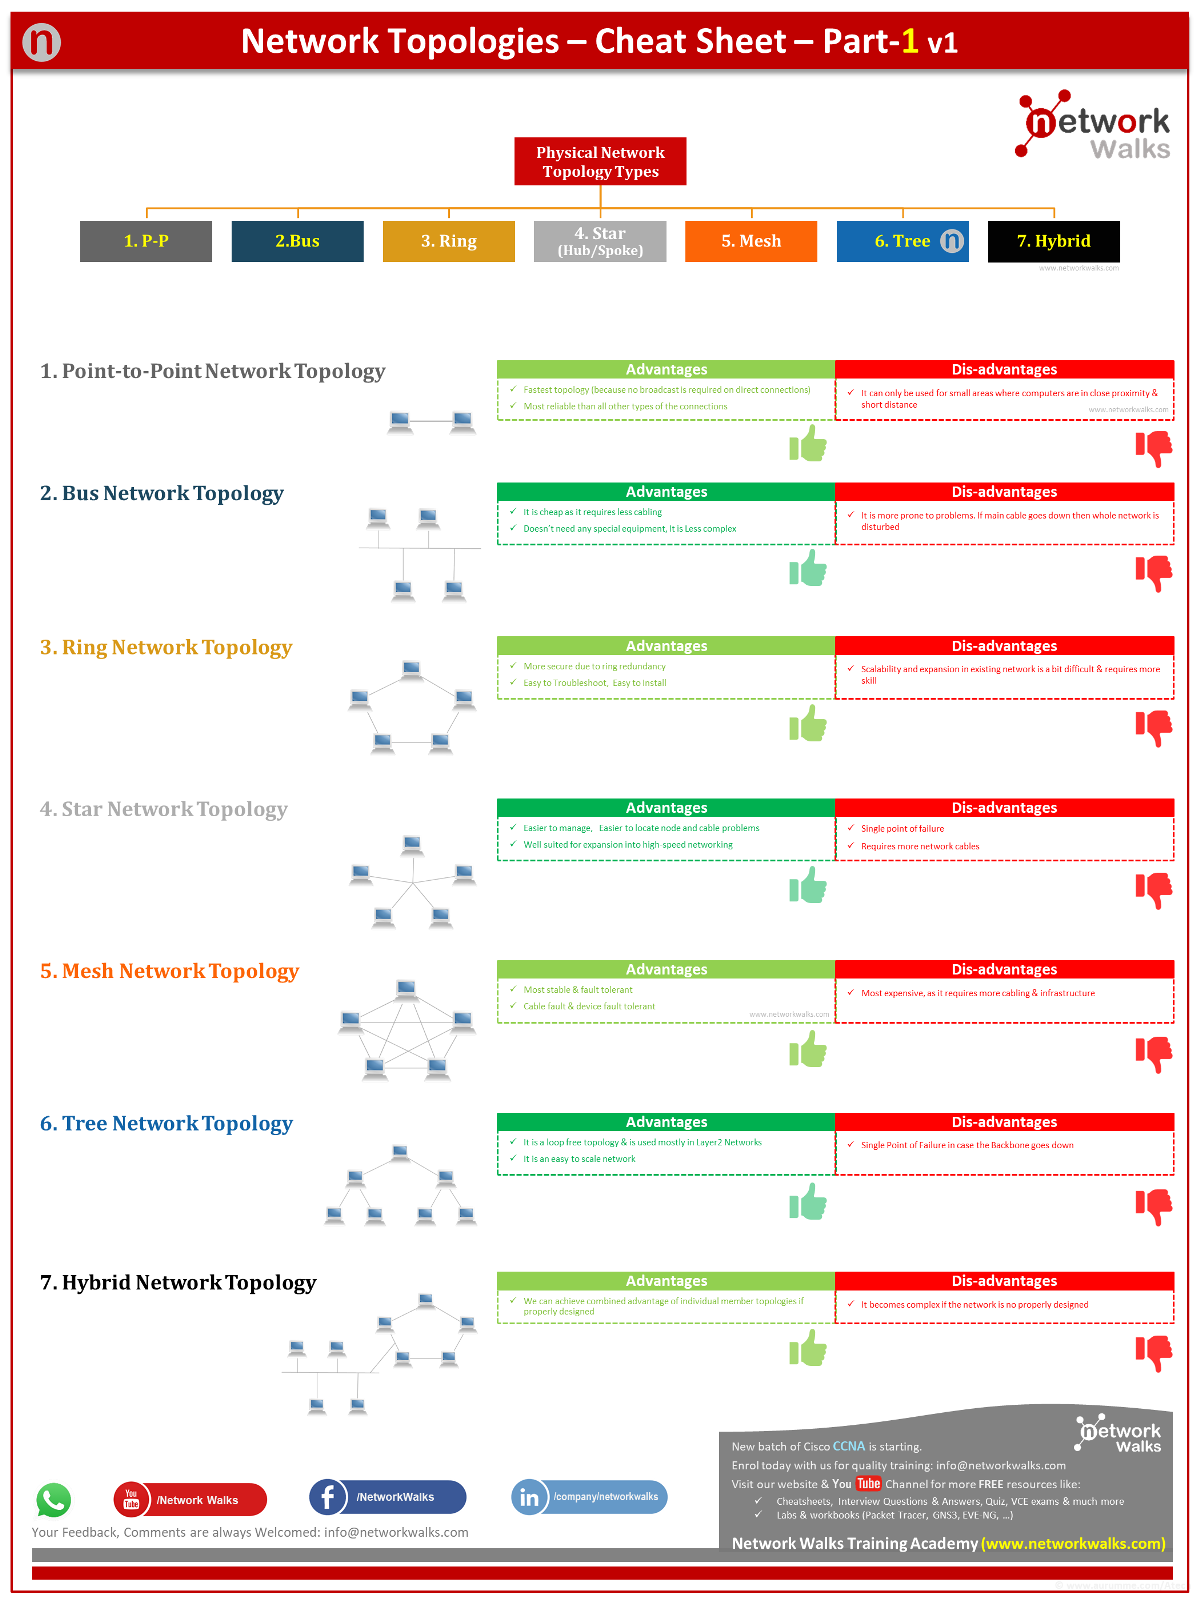 n
Network Topologies – Cheat Sheet – Part-1 v1
network
Walks
Physical Network
Topology Types
1. P-P
2.Bus
3. Ring
4. Star
(Hub/Spoke)
5. Mesh
6. Tree
n
7. Hybrid
www.networkwalks.com
1. Point-to-Point Network Topology
Advantages
✓ Fastest topology (because no broadcast is required on direct connections)
✓ Most reliable than all other types of the connections
Dis-advantages
✓ It can only be used for small areas where computers are in close proximity &
short distance
www.networkwalks.com
2. Bus Network Topology
Advantages
✓ It is cheap as it requires less cabling
✓ Doesn't need any special equipment, it is Less complex
Dis-advantages
✓ It is more prone to problems. If main cable goes down then whole network is
disturbed
3. Ring Network Topology
Advantages
✓ More secure due to ring redundancy
✓ Easy to Troubleshoot, Easy to Install
Dis-advantages
✓ Scalability and expansion in existing network is a bit difficult & requires more
skill
4. Star Network Topology
Advantages
✓ Easier to manage, Easier to locate node and cable problems
✓ Well suited for expansion into high-speed networking
Dis-advantages
✓ Single point of failure
✓ Requires more network cables
5. Mesh Network Topology
Advantages
✓ Most stable & fault tolerant
✓ Cable fault & device fault tolerant
www.networkwalks.com
Dis-advantages
✓ Most expensive, as it requires more cabling & infrastructure
6. Tree Network Topology
Advantages
✓ It is a loop free topology & is used mostly in Layer2 Networks
✓ It is an easy to scale network
Dis-advantages
✓ Single Point of Failure in case the Backbone goes down
7. Hybrid Network Topology
Advantages
✓ We can achieve combined advantage of individual member topologies if
properly designed
Dis-advantages
✓ It becomes complex if the network is no properly designed
network
Walks
New batch of Cisco CCNA is starting.
Enrol today with us for quality training: info@networkwalks.com
Visit our website & You Tube Channel for more FREE resources like:
✓ Cheatsheets, Interview Questions & Answers, Quiz, VCE exams & much more
✓ Labs & workbooks (Packet Tracer, GNS3, EVE-NG, ...)
Network Walks Training Academy (www.networkwalks.com)
You
Tube
/Network Walks
f
/NetworkWalks
in
/company/networkwalks
Your Feedback, Comments are always Welcomed: info@networkwalks.com